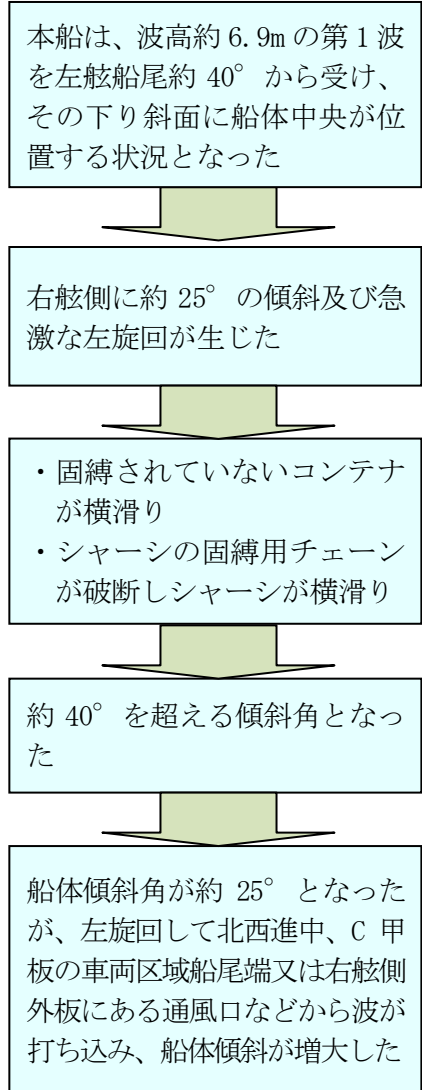 本船は、波高約 6.9m の第 1 波
を左舷船尾約 40° から受け、
その下り斜面に船体中央が位
置する状況となった
右舷側に約 25° の傾斜及び急
激な左旋回が生じた
・固縛されていないコンテナ
が横滑り
・シャーシの固縛用チェーン
が破断しシャーシが横滑り
約 40° を超える傾斜角となっ
た
船体傾斜角が約 25° となった
が、左旋回して北西進中、C 甲
板の車両区域船尾端又は右舷側
外板にある通風口などから波が
打ち込み、船体傾斜が増大した